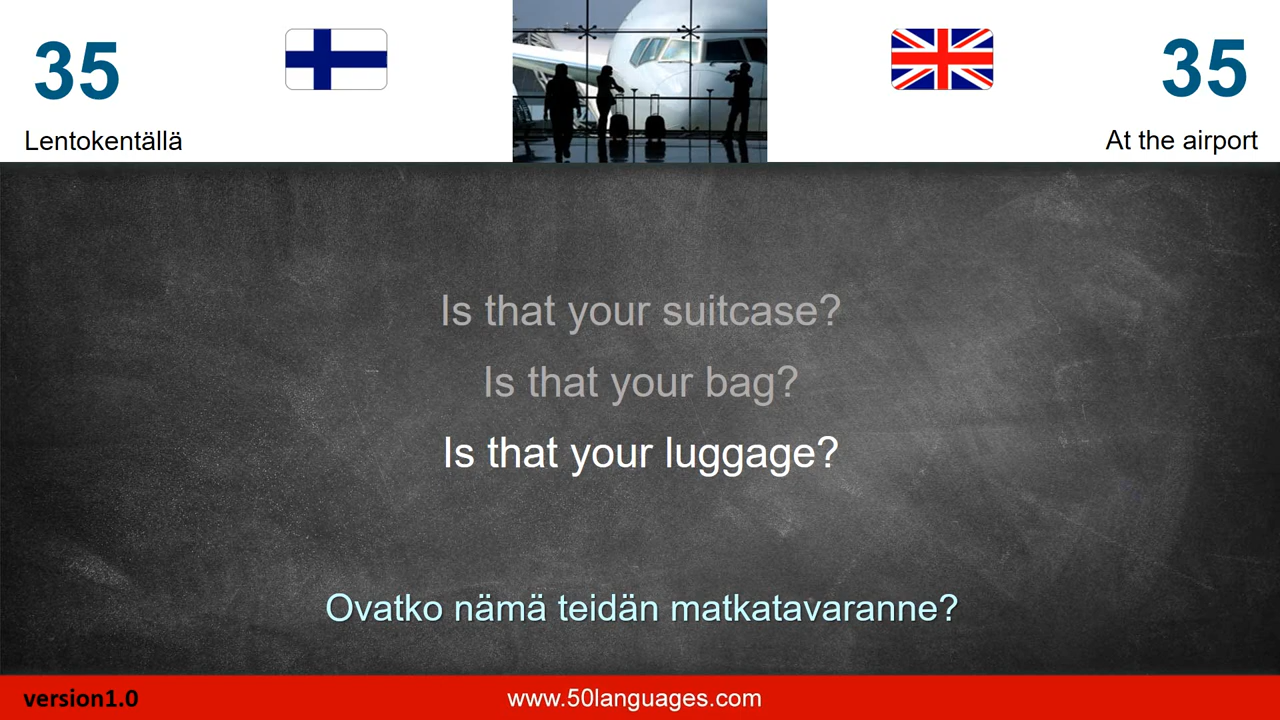 35
35
Lentokentällä
At the airport
Is that your suitcase?
Is that your bag?
Is that your luggage?
Ovatko nämä teidän matkatavaranne?
version1.0
www.50languages.com